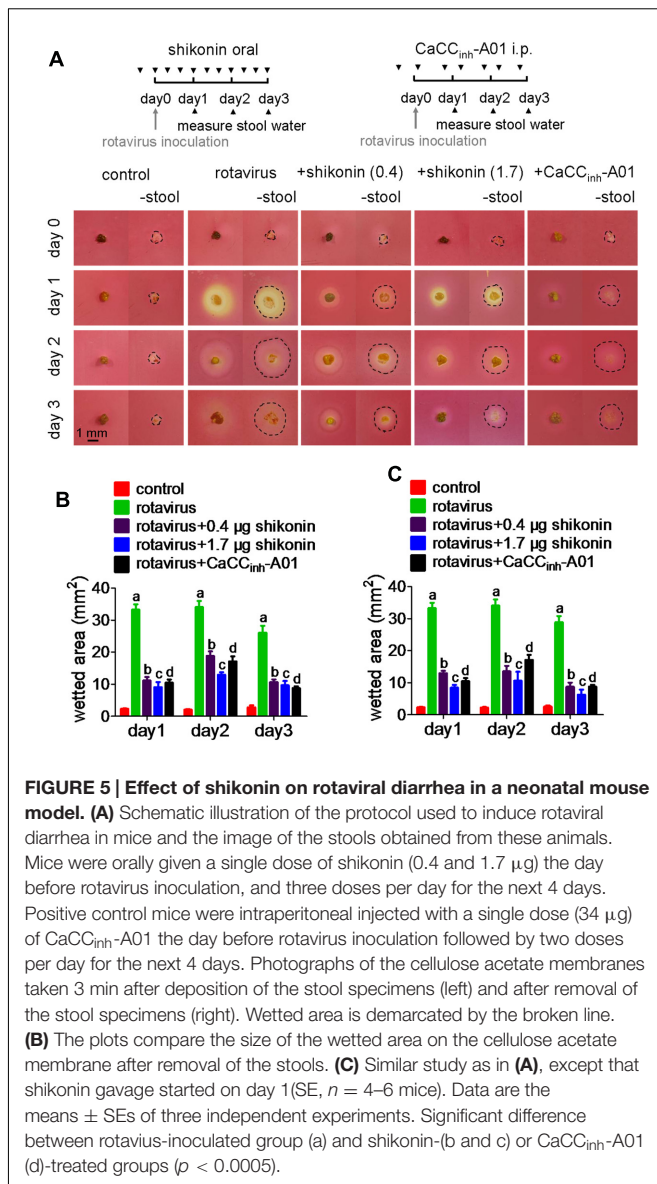 A
shikonin oral
CaCCinh-A01 i.p.
day0 day1 day2 day3
measure stool water
rotavirus inoculation
day0 day1 day2 day3
measure stool water
rotavirus inoculation
control rotavirus +shikonin (0.4) +shikonin (1.7) +CaCCinh-A01
-stool -stool -stool -stool -stool
day 0
day 1
day 2
day 3
1 mm
B
control
rotavirus
rotavirus+0.4 µg shikonin
rotavirus+1.7 µg shikonin
rotavirus+CaCCinh-A01
wetted area (mm2)
40
30
20
10
0
a b c d
a b c d
a b c d
day1 day2 day3
C
control
rotavirus
rotavirus+0.4 µg shikonin
rotavirus+1.7 µg shikonin
rotavirus+CaCCinh-A01
wetted area (mm2)
40
30
20
10
0
a b c d
a b c d
a b c d
day1 day2 day3
FIGURE 5 | Effect of shikonin on rotaviral diarrhea in a neonatal mouse
model. (A) Schematic illustration of the protocol used to induce rotaviral
diarrhea in mice and the image of the stools obtained from these animals.
Mice were orally given a single dose of shikonin (0.4 and 1.7 µg) the day
before rotavirus inoculation, and three doses per day for the next 4 days.
Positive control mice were intraperitoneal injected with a single dose (34 µg)
of CaCCinh-A01 the day before rotavirus inoculation followed by two doses
per day for the next 4 days. Photographs of the cellulose acetate membranes
taken 3 min after deposition of the stool specimens (left) and after removal of
the stool specimens (right). Wetted area is demarcated by the broken line.
(B) The plots compare the size of the wetted area on the cellulose acetate
membrane after removal of the stools. (C) Similar study as in (A), except that
shikonin gavage started on day 1(SE, n = 4–6 mice). Data are the
means ± SEs of three independent experiments. Significant difference
between rotavius-inoculated group (a) and shikonin-(b and c) or CaCCinh-A01
(d)-treated groups (p < 0.0005).